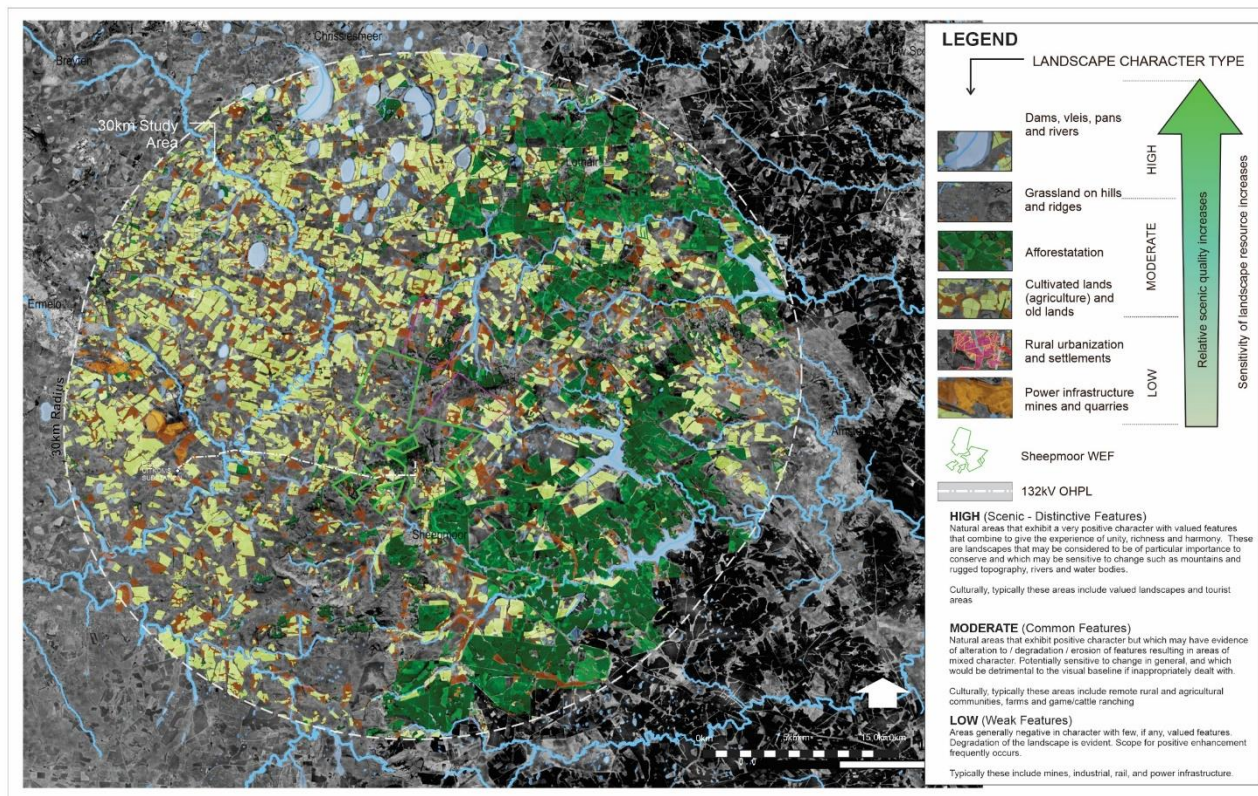 Chrissiesmeer
Breyten
30km Study
Area
Lothair
Ermelo
30km Radius
SUBSTATION
Sheepmoor
0km
7.5km
15.0km
LEGEND
LANDSCAPE CHARACTER TYPE
Dams, vleis, pans
and rivers
Grassland on hills
and ridges
Afforestatation
Cultivated lands
(agriculture) and
old lands
Rural urbanization
and settlements
Power infrastructure
mines and quarries
HIGH
MODERATE
LOW
Relative scenic quality increases
Sensitivity of landscape resource increases
Sheepmoor WEF
132kV OHPL
HIGH (Scenic - Distinctive Features)
Natural areas that exhibit a very positive character with valued features
that combine to give the experience of unity, richness and harmony. These
are landscapes that may be considered to be of particular importance to
conserve and which may be sensitive to change such as mountains and
rugged topography, rivers and water bodies.
Culturally, typically these areas include valued landscapes and tourist
areas
MODERATE (Common Features)
Natural areas that exhibit positive character but which may have evidence
of alteration to / degradation / erosion of features resulting in areas of
mixed character. Potentially sensitive to change in general, and which
would be detrimental to the visual baseline if inappropriately dealt with.
Culturally, typically these areas include remote rural and agricultural
communities, farms and game/cattle ranching
LOW (Weak Features)
Areas generally negative in character with few, if any, valued features.
Degradation of the landscape is evident. Scope for positive enhancement
frequently occurs.
Typically these include mines, industrial, rail, and power infrastructure.